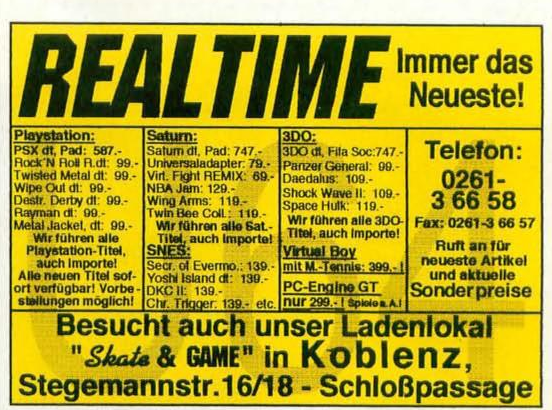 REALTIME
Immer das
Neueste!
Playstation:
PSX dt, Pad: 587.-
Rock'N Roll R.dt: 99.-
Twisted Metal dt: 99.-
Wipe Out dt: 99.-
Destr. Derby dt: 99.-
Rayman dt: 99.-
Metal Jacket, dt: 99.-
Wir führen alle
Playstation-Titel,
auch Importe!
Alle neuen Titel sof-
ort verfügbar! Vorbe-
stellungen möglich!
Saturn:
Saturn dt, Pad: 747.-
Universaladapter: 79.-
Virt. Fight REMIX: 69.-
NBA Jam: 129.-
Wing Arms: 119.-
Twin Bee Coll.: 119.-
Wir führen alle Sat.-
Titel, auch Importe!
SNES:
Secr. of Evermo.: 139.-
Yoshi Island dt: 139.-
DKC II: 139.-
Chr. Trigger: 139.- etc.
3DO:
3DO dt, Fifa Soc:747.-
Panzer General: 99.-
Daedalus: 109.-
Shock Wave II: 109.-
Space Hulk: 119.-
Wir führen alle 3DO-
Titel, auch Importe!
Virtual Boy
mit M.-Tennis: 399.- !
PC-Engine GT
nur 299.- ! Spiele a. A.!
Telefon:
0261-
3 66 58
Fax: 0261-3 66 57
Ruft an für
neueste Artikel
und aktuelle
Sonderpreise
Besucht auch unser Ladenlokal
"Skate & GAME" in Koblenz,
Stegemannstr.16/18 - Schloßpassage